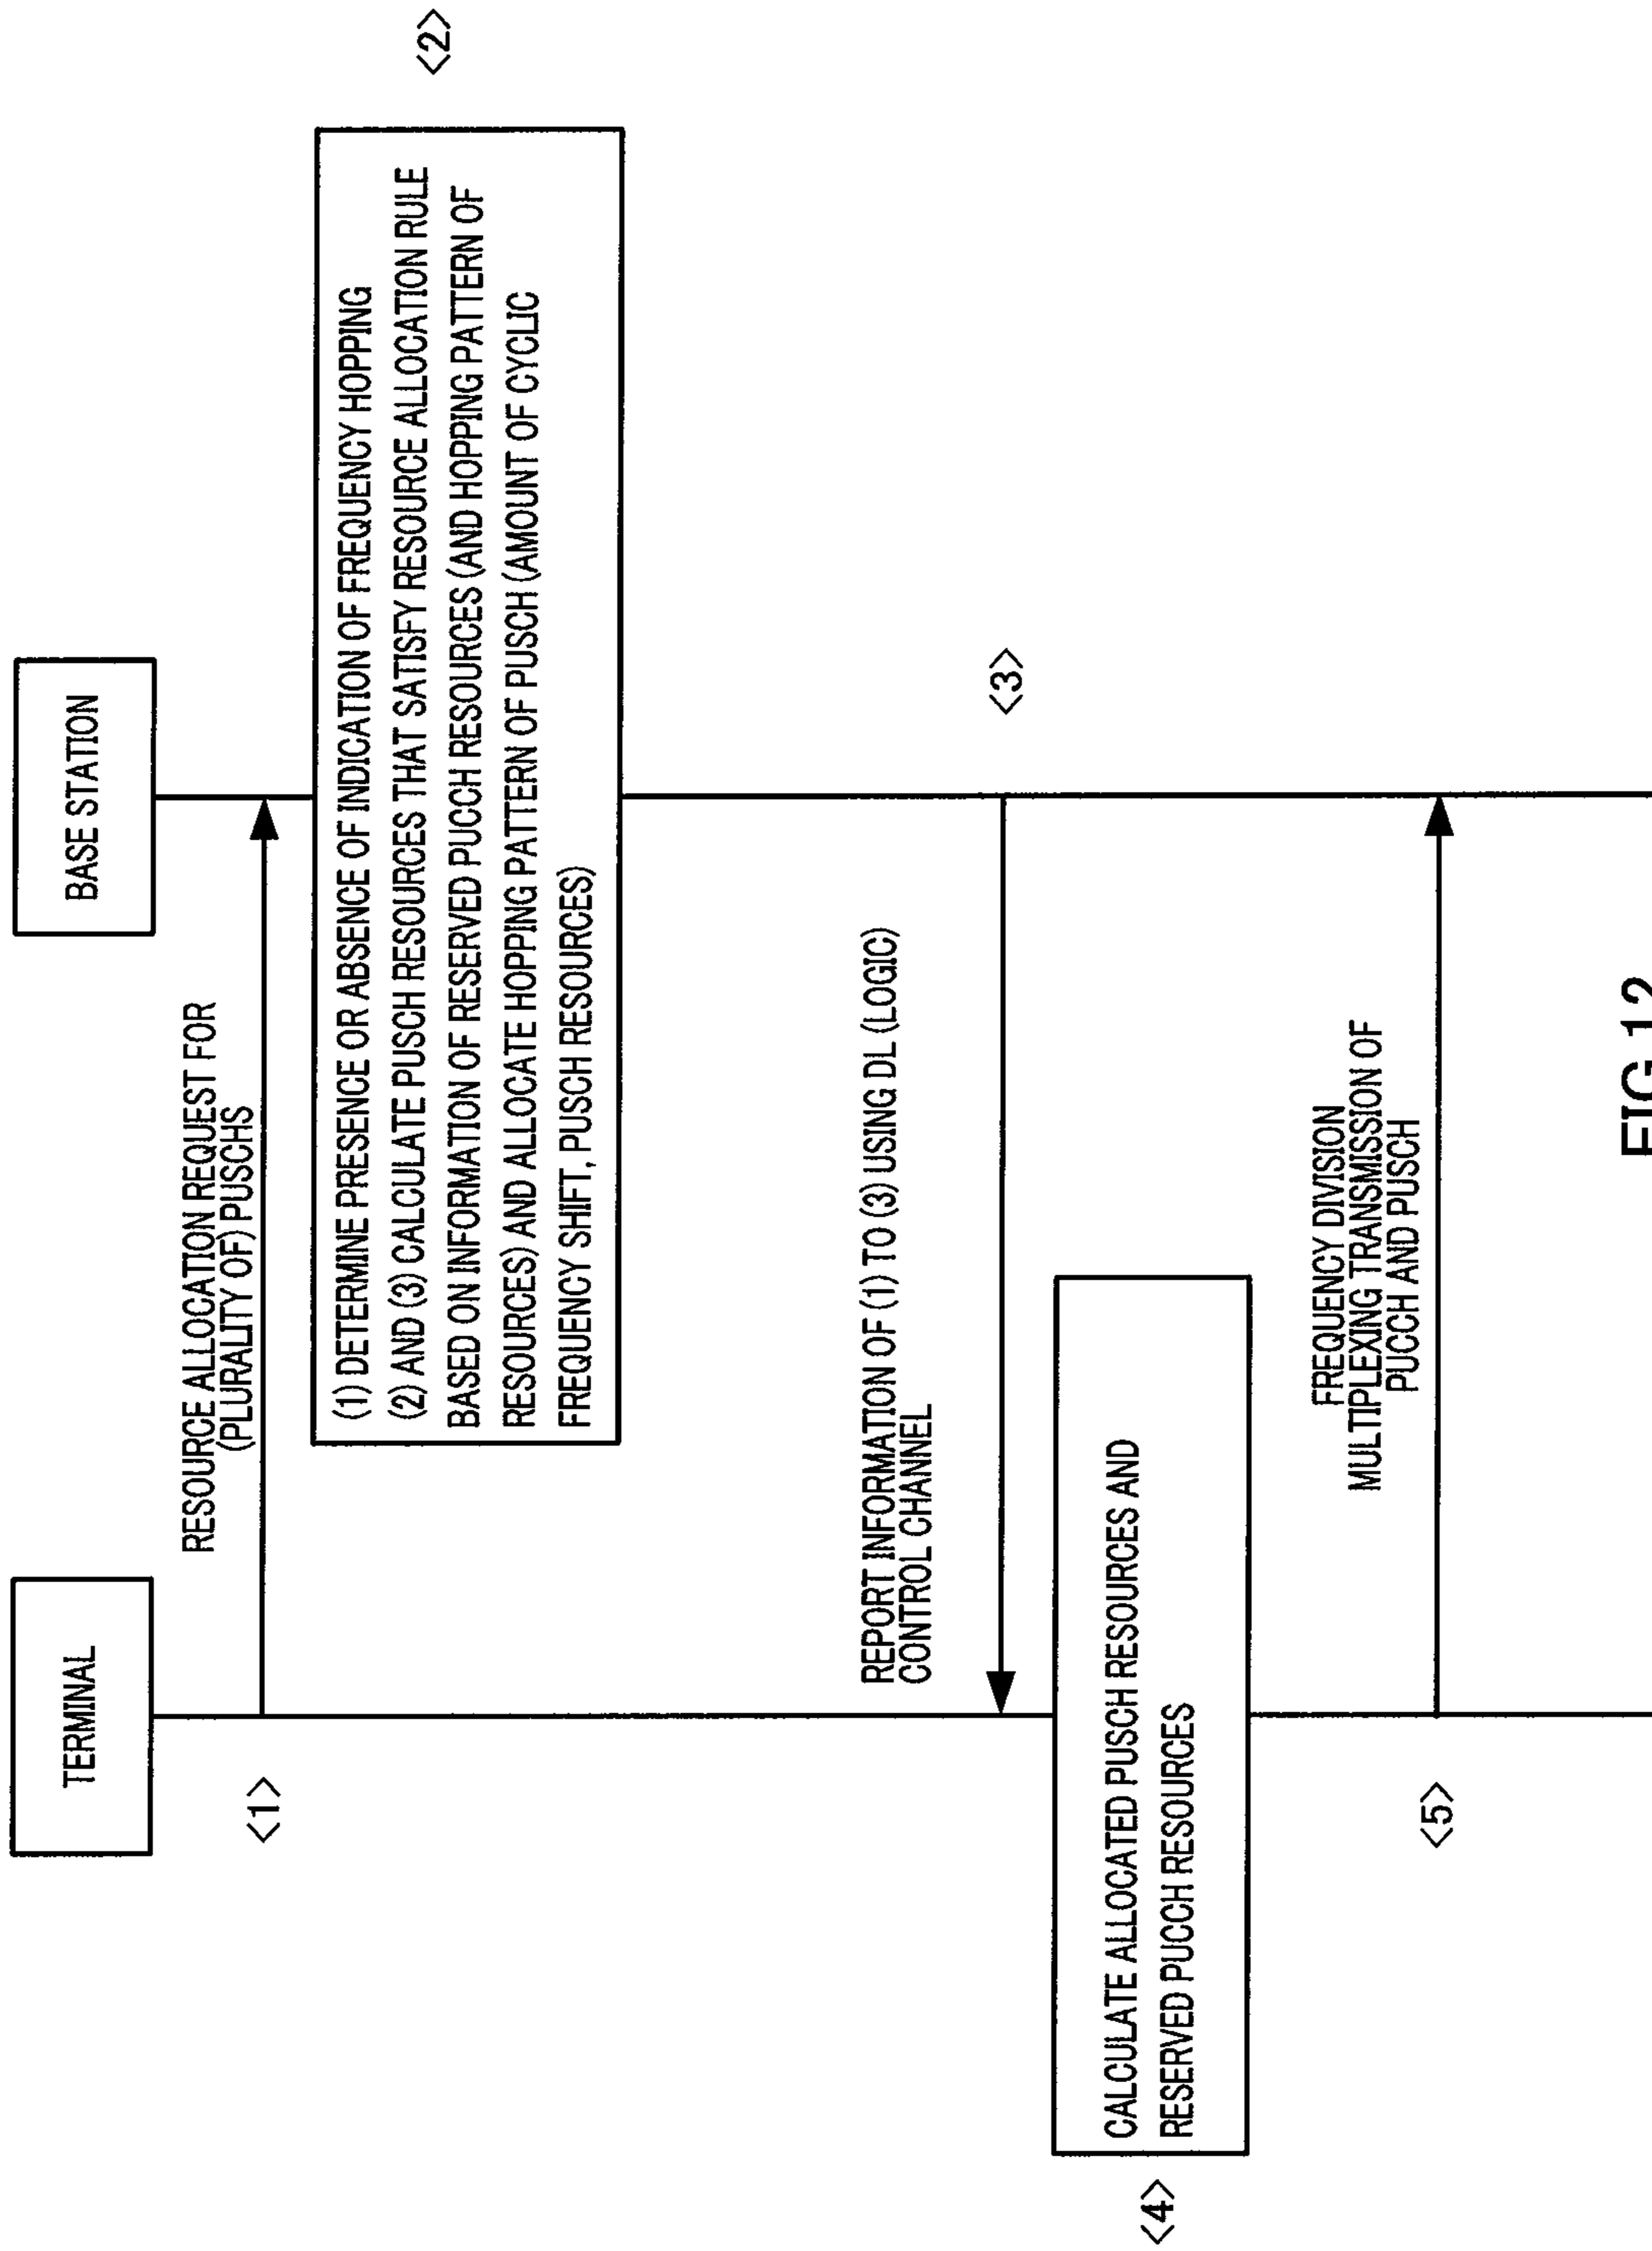 TERMINAL
BASE STATION
<1>
RESOURCE ALLOCATION REQUEST FOR
(PLURALITY OF) PUSCHS
(1) DETERMINE PRESENCE OR ABSENCE OF INDICATION OF FREQUENCY HOPPING
(2) AND (3) CALCULATE PUSCH RESOURCES THAT SATISFY RESOURCE ALLOCATION RULE
BASED ON INFORMATION OF RESERVED PUCCH RESOURCES (AND HOPPING PATTERN OF
RESOURCES) AND ALLOCATE HOPPING PATTERN OF PUSCH (AMOUNT OF CYCLIC
FREQUENCY SHIFT, PUSCH RESOURCES)
<2>
REPORT INFORMATION OF (1) TO (3) USING DL (LOGIC)
CONTROL CHANNEL
<3>
<4>
CALCULATE ALLOCATED PUSCH RESOURCES AND
RESERVED PUCCH RESOURCES
FREQUENCY DIVISION
MULTIPLEXING TRANSMISSION OF
PUCCH AND PUSCH
<5>
FIG.12